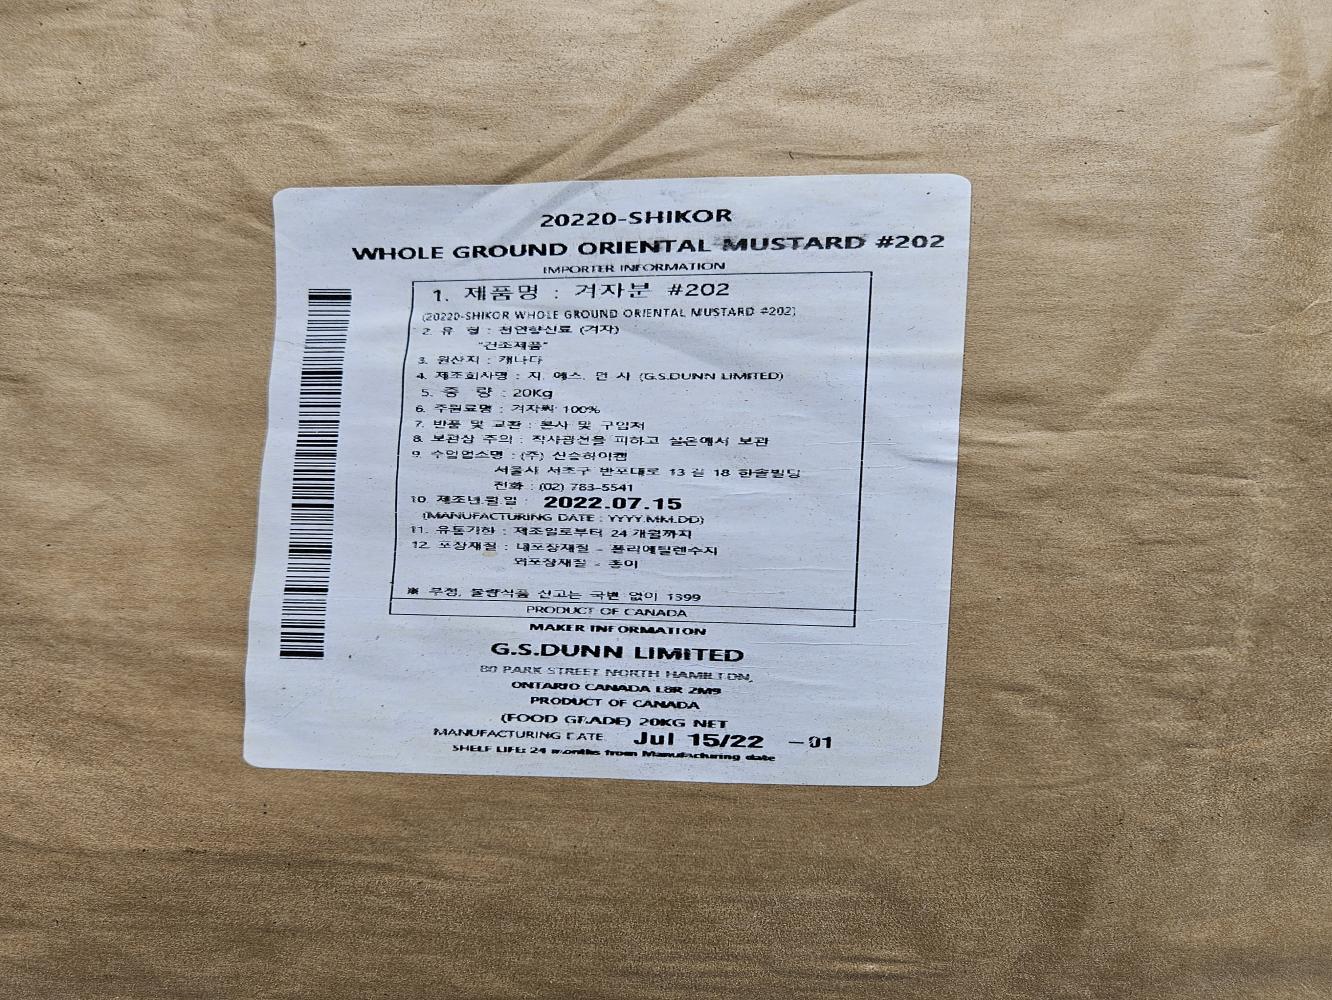 20220-SHIKOR
WHOLE GROUND ORIENTAL MUSTARD #202
IMPORTER INFORMATION
1. 제품명 : 겨자분 #202
(20220-SHIKOR WHOLE GROUND ORIENTAL MUSTARD #202)
2. 유 형 : 천연향신료 (겨자)
"건조제품"
3. 원산지 : 캐나다
4. 제조회사명 : 지. 에스. 던 사 (G.S.DUNN LIMITED)
5. 중 량 : 20Kg
6. 주원료명 : 겨자씨 100%
7. 반품 및 교환 : 본사 및 구입처
8. 보관상 주의 : 직사광선을 피하고 실온에서 보관
9. 수입업소명 : (주) 신승하이켐
서울시 서초구 반포대로 13 길 18 한솔빌딩
전화 : (02) 783-5541
10. 제조년월일 : 2022.07.15
(MANUFACTURING DATE : YYYY.MM.DD)
11. 유통기한 : 제조일로부터 24 개월까지
12. 포장재질 : 내포장재질 - 폴리에틸렌수지
외포장재질 - 종이
※ 부정, 불량식품 신고는 국번 없이 1399
PRODUCT OF CANADA
MAKER INFORMATION
G.S.DUNN LIMITED
80 PARK STREET NORTH HAMILTON,
ONTARIO CANADA L8R 2M9
PRODUCT OF CANADA
(FOOD GRADE) 20KG NET
MANUFACTURING DATE Jul 15/22 -01
SHELF LIFE: 24 months from Manufacturing date